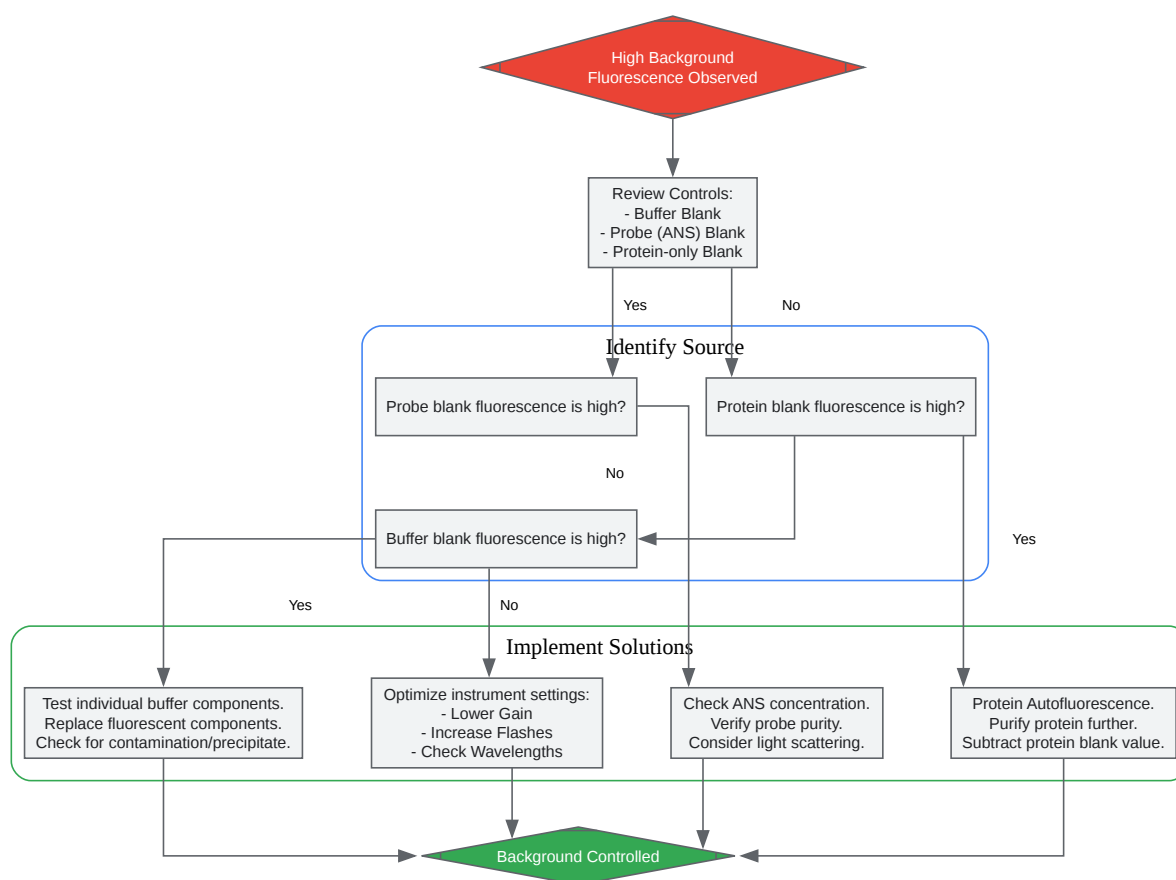 High Background
Fluorescence Observed
Review Controls:
- Buffer Blank
- Probe (ANS) Blank
- Protein-only Blank
Yes
No
Identify Source
Probe blank fluorescence is high?
Protein blank fluorescence is high?
No
Buffer blank fluorescence is high?
Yes
Yes
No
Implement Solutions
Test individual buffer components.
Replace fluorescent components.
Check for contamination/precipitate.
Optimize instrument settings:
- Lower Gain
- Increase Flashes
- Check Wavelengths
Check ANS concentration.
Verify probe purity.
Consider light scattering.
Protein Autofluorescence.
Purify protein further.
Subtract protein blank value.
Background Controlled